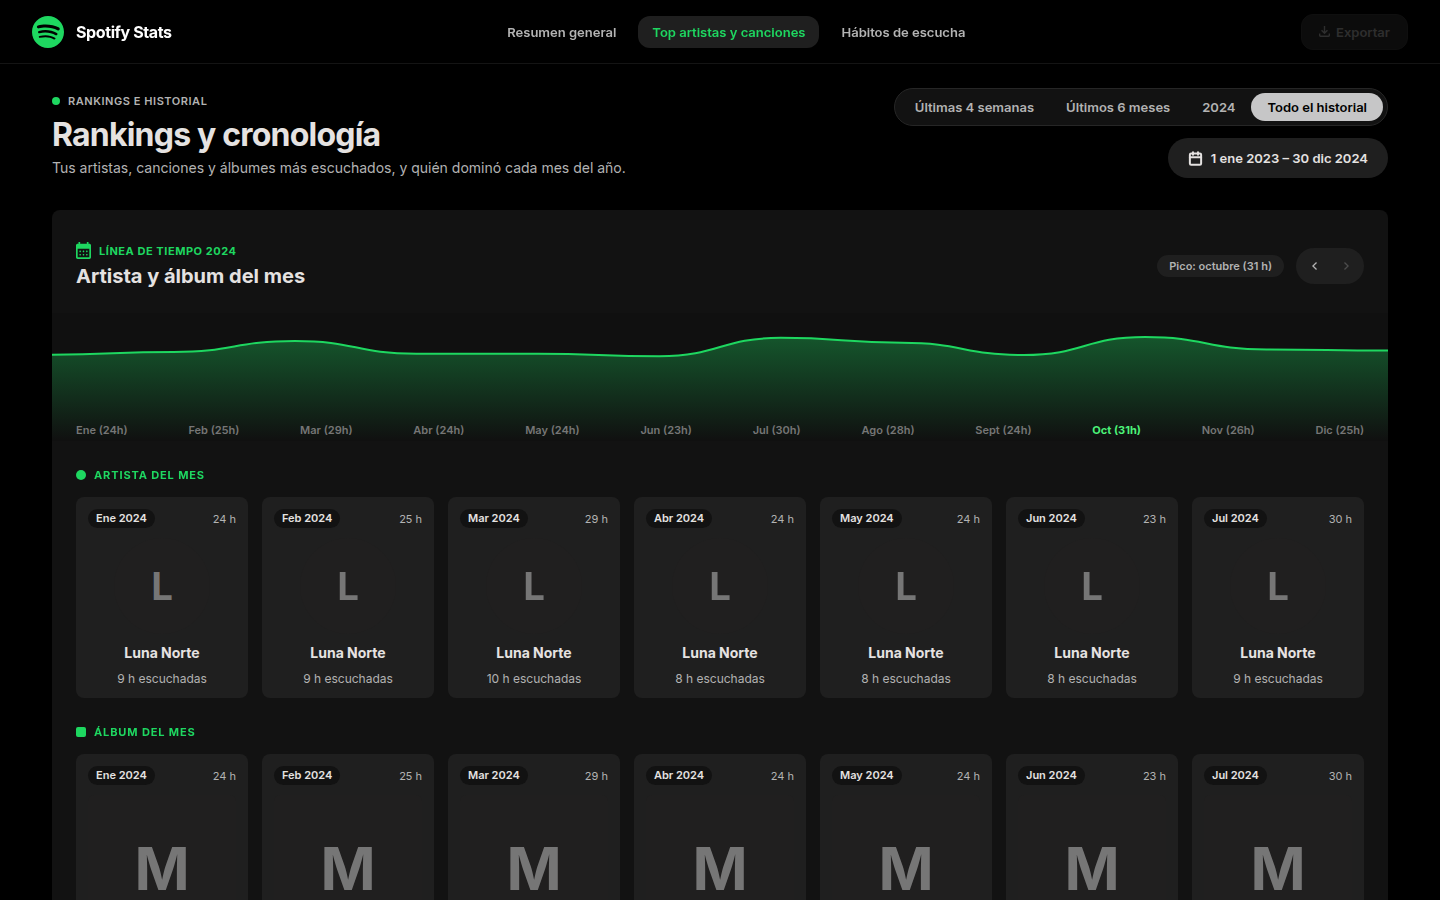 Spotify Stats
Resumen general
Top artistas y canciones
Hábitos de escucha
Exportar
RANKINGS E HISTORIAL
Rankings y cronología
Tus artistas, canciones y álbumes más escuchados, y quién dominó cada mes del año.
Últimas 4 semanas
Últimos 6 meses
2024
Todo el historial
1 ene 2023 – 30 dic 2024
LÍNEA DE TIEMPO 2024
Artista y álbum del mes
Pico: octubre (31 h)
Ene (24h)
Feb (25h)
Mar (29h)
Abr (24h)
May (24h)
Jun (23h)
Jul (30h)
Ago (28h)
Sept (24h)
Oct (31h)
Nov (26h)
Dic (25h)
ARTISTA DEL MES
Ene 2024 24 h
L
Luna Norte
9 h escuchadas
Feb 2024 25 h
L
Luna Norte
9 h escuchadas
Mar 2024 29 h
L
Luna Norte
10 h escuchadas
Abr 2024 24 h
L
Luna Norte
8 h escuchadas
May 2024 24 h
L
Luna Norte
8 h escuchadas
Jun 2024 23 h
L
Luna Norte
8 h escuchadas
Jul 2024 30 h
L
Luna Norte
9 h escuchadas
ÁLBUM DEL MES
Ene 2024 24 h
M
Feb 2024 25 h
M
Mar 2024 29 h
M
Abr 2024 24 h
M
May 2024 24 h
M
Jun 2024 23 h
M
Jul 2024 30 h
M